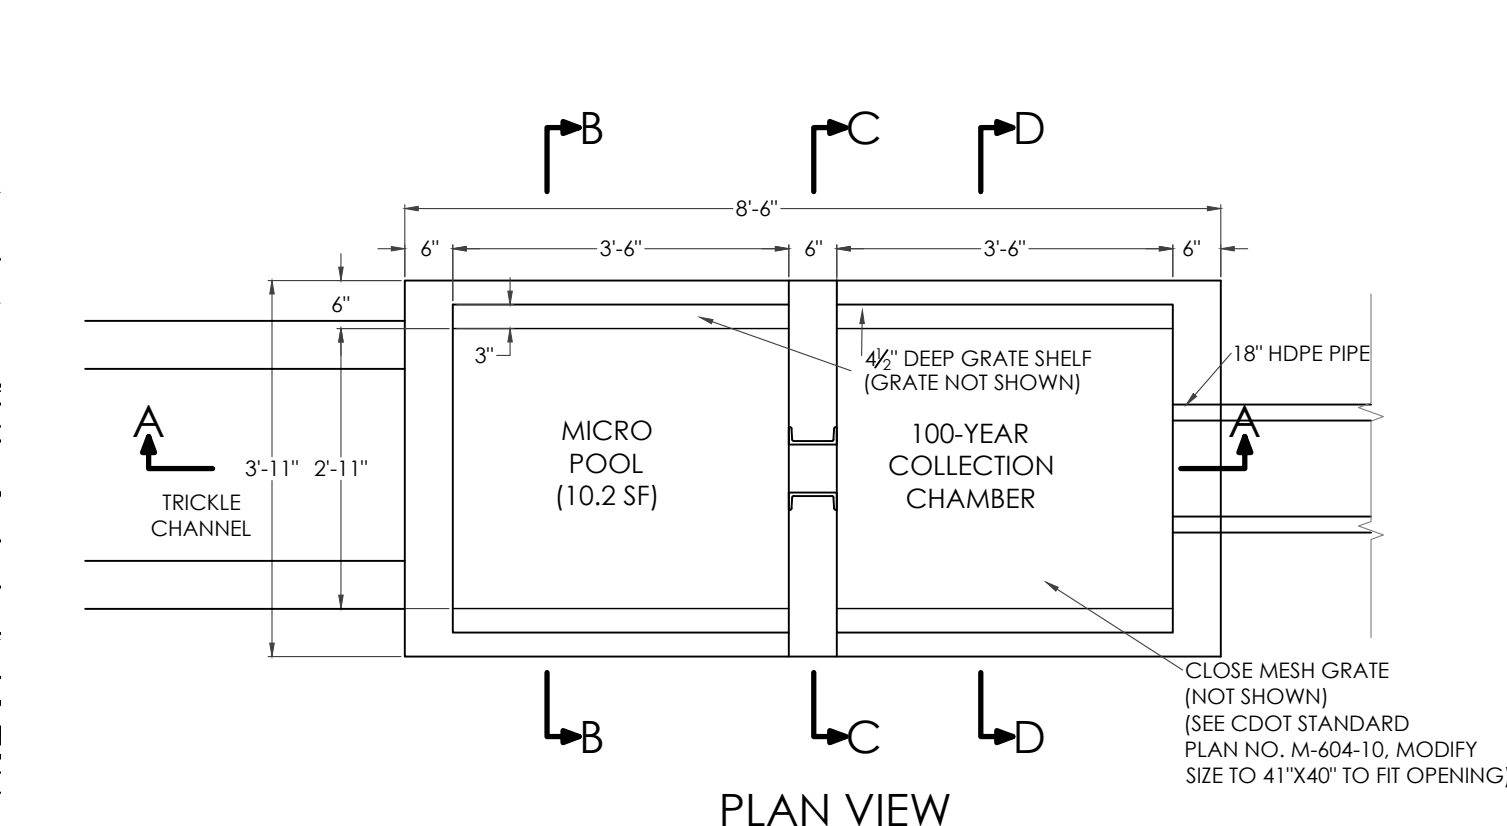 B
C
D
8'-6"
6"
3'-6"
6"
3'-6"
6"
6"
3"
4½" DEEP GRATE SHELF
(GRATE NOT SHOWN)
18" HDPE PIPE
A
A
MICRO
POOL
(10.2 SF)
100-YEAR
COLLECTION
CHAMBER
3'-11"
2'-11"
TRICKLE
CHANNEL
CLOSE MESH GRATE
(NOT SHOWN)
(SEE CDOT STANDARD
PLAN NO. M-604-10, MODIFY
SIZE TO 41"X40" TO FIT OPENING)
B
C
D
PLAN VIEW